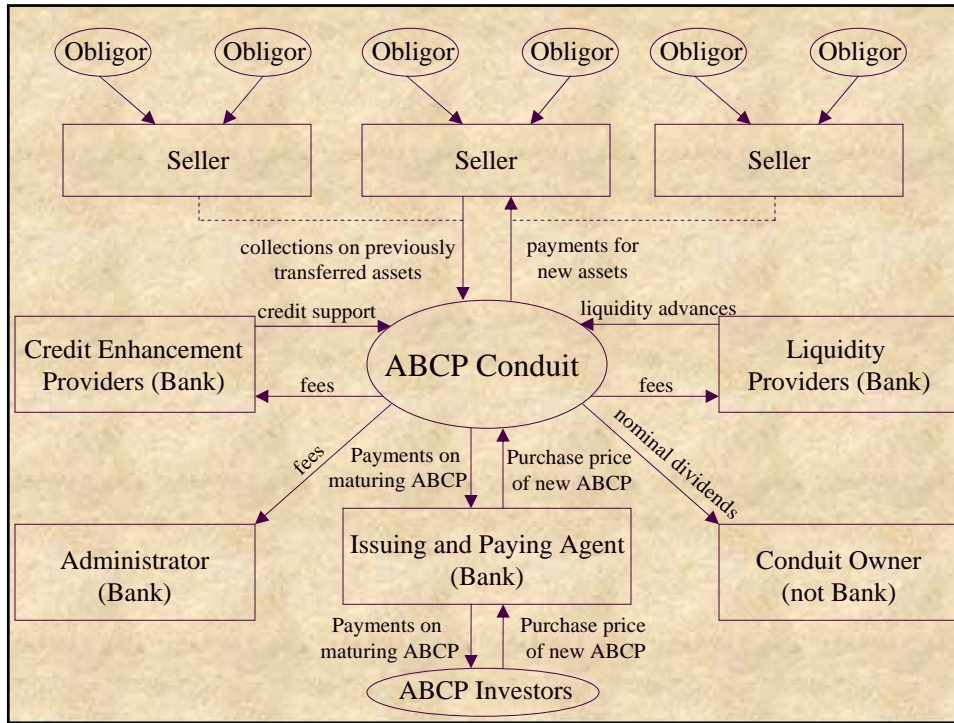 Obligor
Obligor
Obligor
Obligor
Obligor
Obligor
Seller
Seller
Seller
collections on previously
transferred assets
payments for
new assets
credit support
liquidity advances
Credit Enhancement
Providers (Bank)
ABCP Conduit
Liquidity
Providers (Bank)
fees
fees
fees
nominal dividends
Payments on
maturing ABCP
Purchase price
of new ABCP
Administrator
(Bank)
Issuing and Paying Agent
(Bank)
Conduit Owner
(not Bank)
Payments on
maturing ABCP
Purchase price
of new ABCP
ABCP Investors